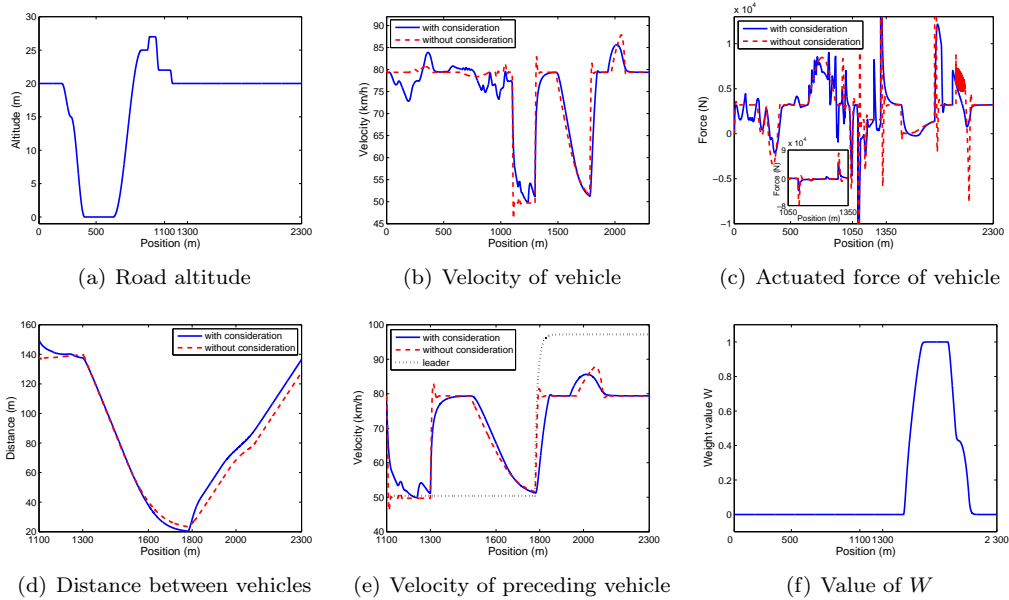 30
25
20
15
10
5
0
Altitude (m)
0 500 1100 1300 2300
Position (m)
(a) Road altitude
90
85
80
75
70
65
60
55
50
45
Velocity (km/h)
with consideration
without consideration
0 500 1000 1500 2000
Position (m)
(b) Velocity of vehicle
x 10^4
1
0.5
0
−0.5
−1
Force (N)
with consideration
without consideration
x 10^4
9
0
−8
Force (N)
1050 1350
Position (m)
0 500 1050 1350 2300
Position (m)
(c) Actuated force of vehicle
160
140
120
100
80
60
40
20
Distance (m)
with consideration
without consideration
1100 1300 1600 1800 2000 2300
Position (m)
(d) Distance between vehicles
100
90
80
70
60
50
40
Velocity (km/h)
with consideration
without consideration
leader
1100 1300 1600 1800 2000 2300
Position (m)
(e) Velocity of preceding vehicle
1
0.8
0.6
0.4
0.2
0
Weight value W
0 500 1100 1300 2 300
Position (m)
(f) Value of W